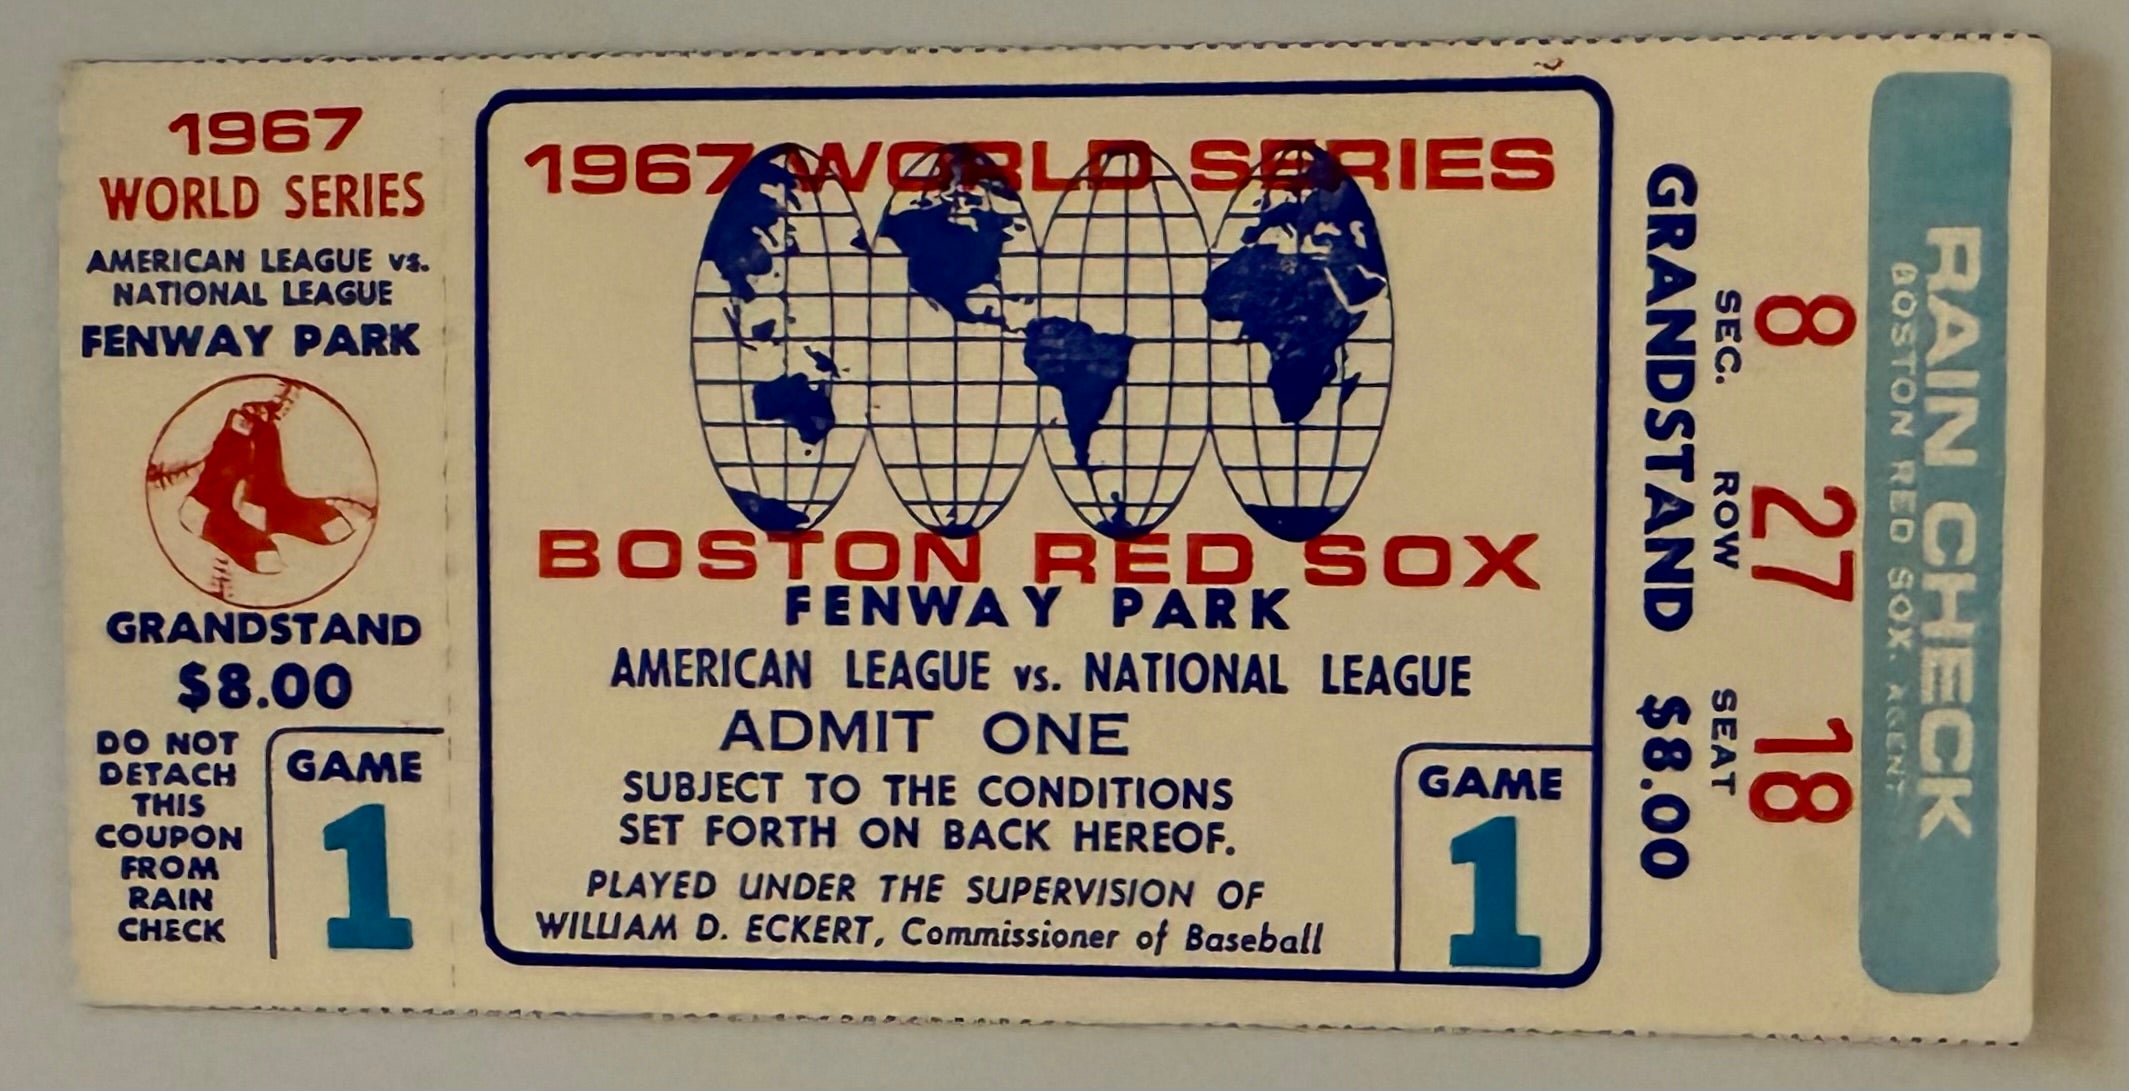 1967
WORLD SERIES
AMERICAN LEAGUE vs.
NATIONAL LEAGUE
FENWAY PARK
GRANDSTAND
$8.00
DO NOT
DETACH
THIS
COUPON
FROM
RAIN
CHECK
GAME
1
1967 WORLD SERIES
BOSTON RED SOX
FENWAY PARK
AMERICAN LEAGUE vs. NATIONAL LEAGUE
ADMIT ONE
SUBJECT TO THE CONDITIONS
SET FORTH ON BACK HEREOF.
PLAYED UNDER THE SUPERVISION OF
WILLIAM D. ECKERT, Commissioner of Baseball
GAME
1
RAIN CHECK
BOSTON RED SOX, AGENT
8 27 18
SEC. ROW SEAT
GRANDSTAND $8.00